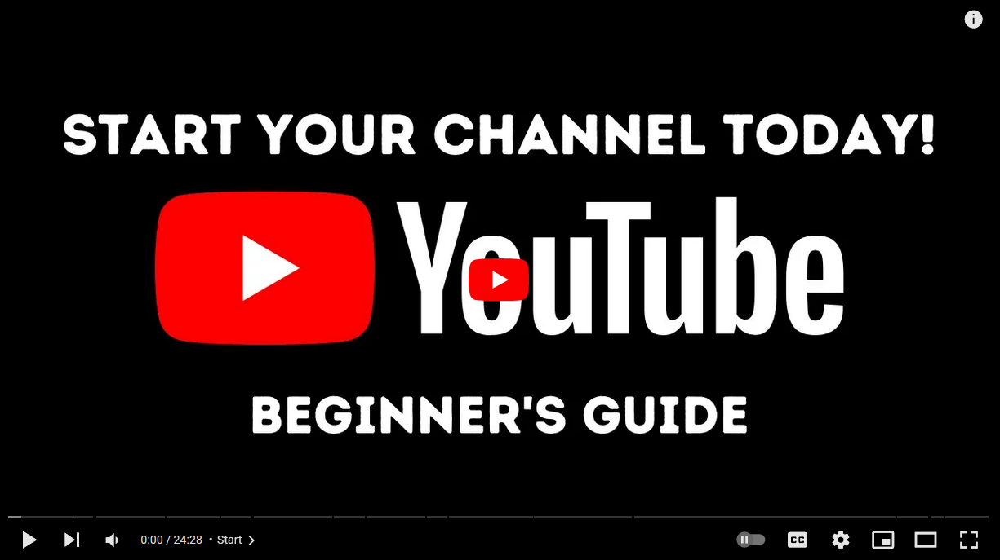 START YOUR CHANNEL TODAY!
YouTube
BEGINNER'S GUIDE
0:00 / 24:28 • Start
CC